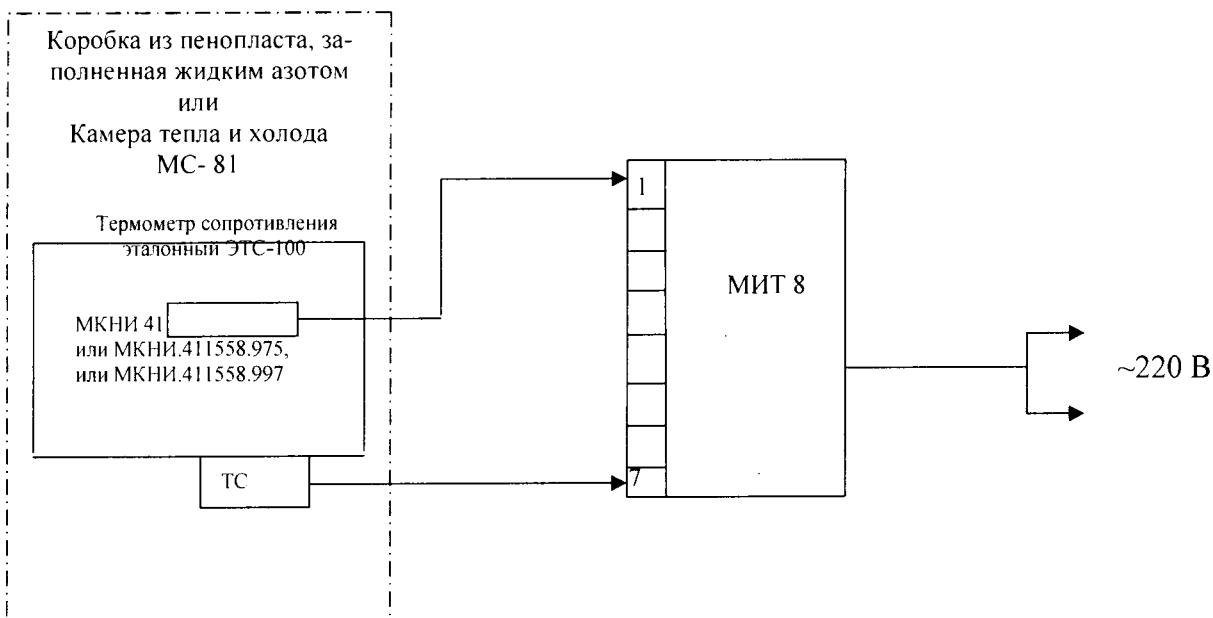 Коробка из пенопласта, за-
полненная жидким азотом
или
Камера тепла и холода
МС- 81
Термометр сопротивления
эталонный ЭТС-100
МКНИ 41
или МКНИ.411558.975,
или МКНИ.411558.997
ТС
1
7
МИТ 8
~220 В